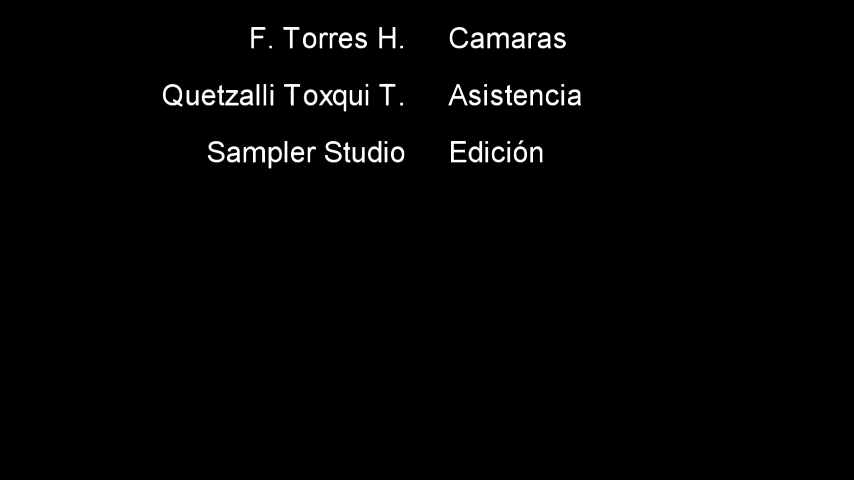 F. Torres H. Camaras
Quetzalli Toxqui T. Asistencia
Sampler Studio Edición